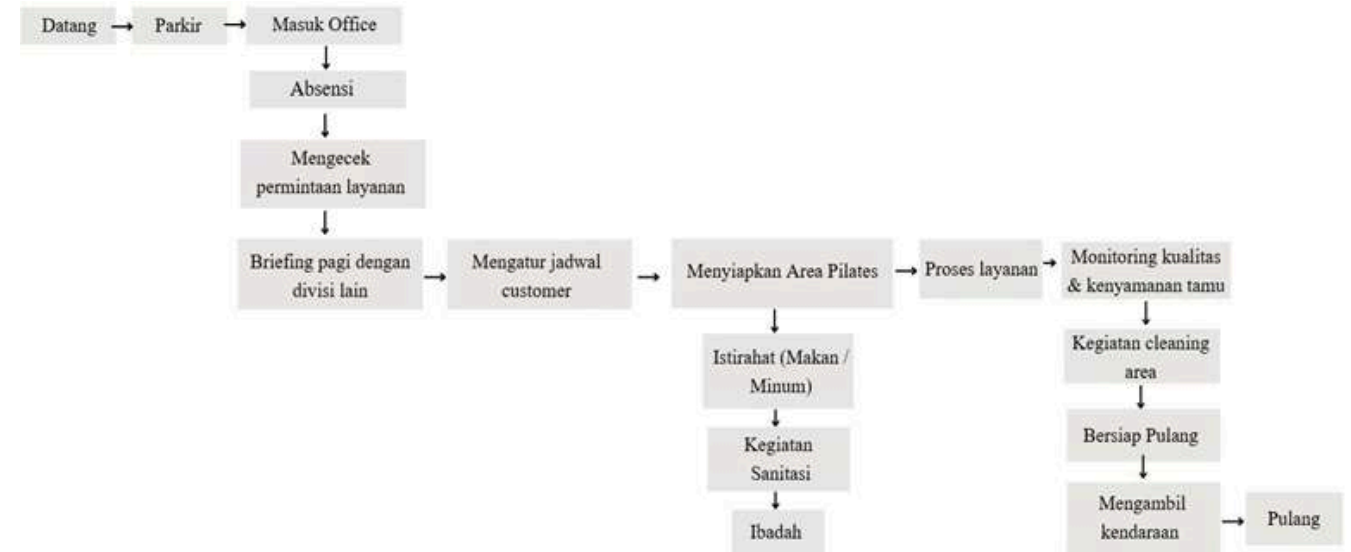 Datang
Parkir
Masuk Office
Absensi
Mengecek
permintaan layanan
Briefing pagi dengan
divisi lain
Mengatur jadwal
customer
Menyiapkan Area Pilates
Proses layanan
Monitoring kualitas
& kenyamanan tamu
Istirahat (Makan /
Minum)
Kegiatan
Sanitasi
Ibadah
Kegiatan cleaning
area
Bersiap Pulang
Mengambil
kendaraan
Pulang